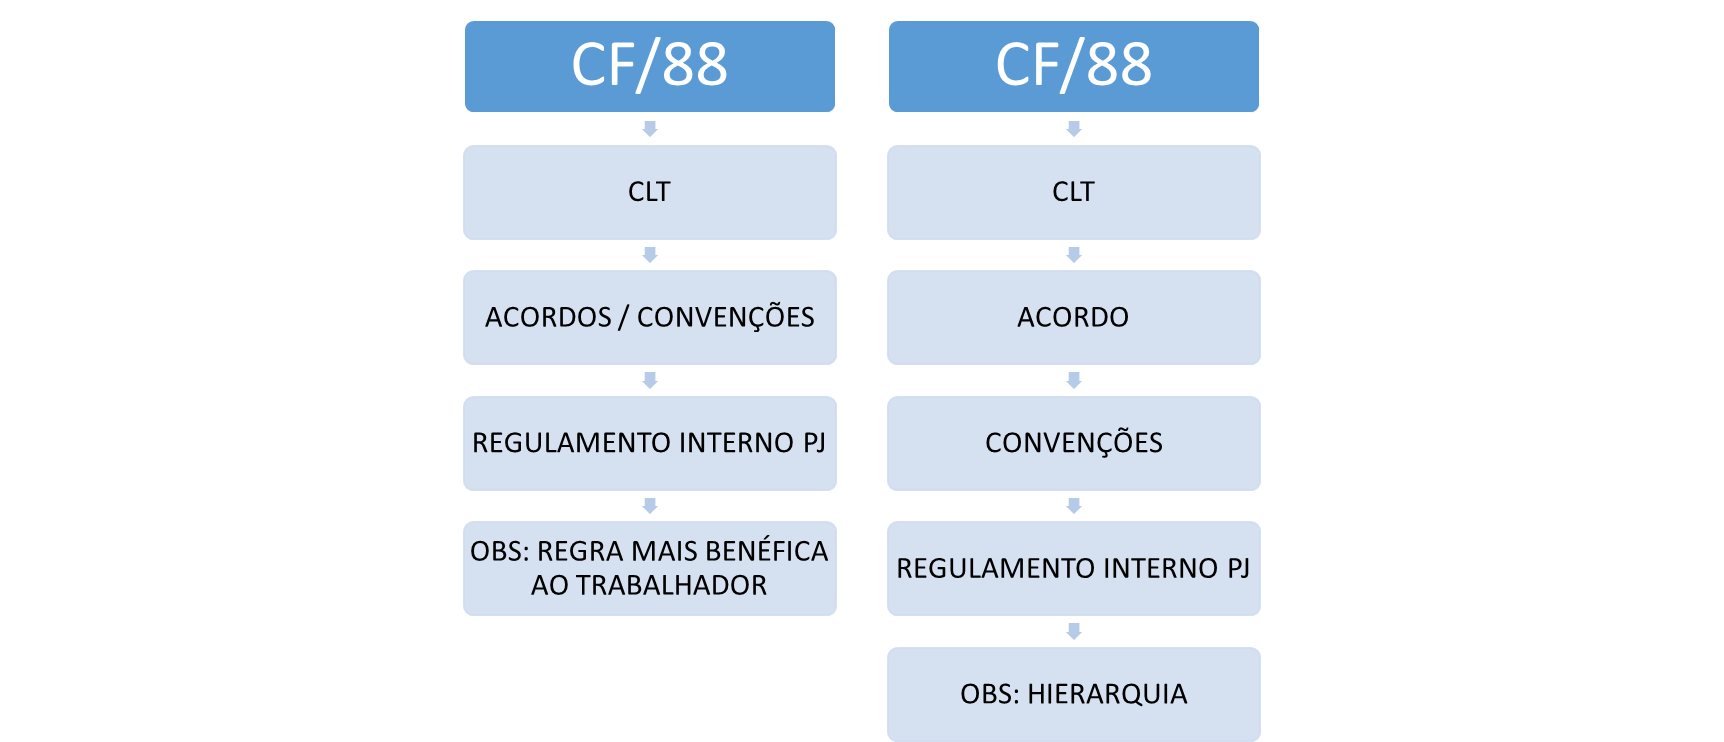 CF/88
CLT
ACORDOS / CONVENÇÕES
REGULAMENTO INTERNO PJ
OBS: REGRA MAIS BENÉFICA
AO TRABALHADOR
CF/88
CLT
ACORDO
CONVENÇÕES
REGULAMENTO INTERNO PJ
OBS: HIERARQUIA